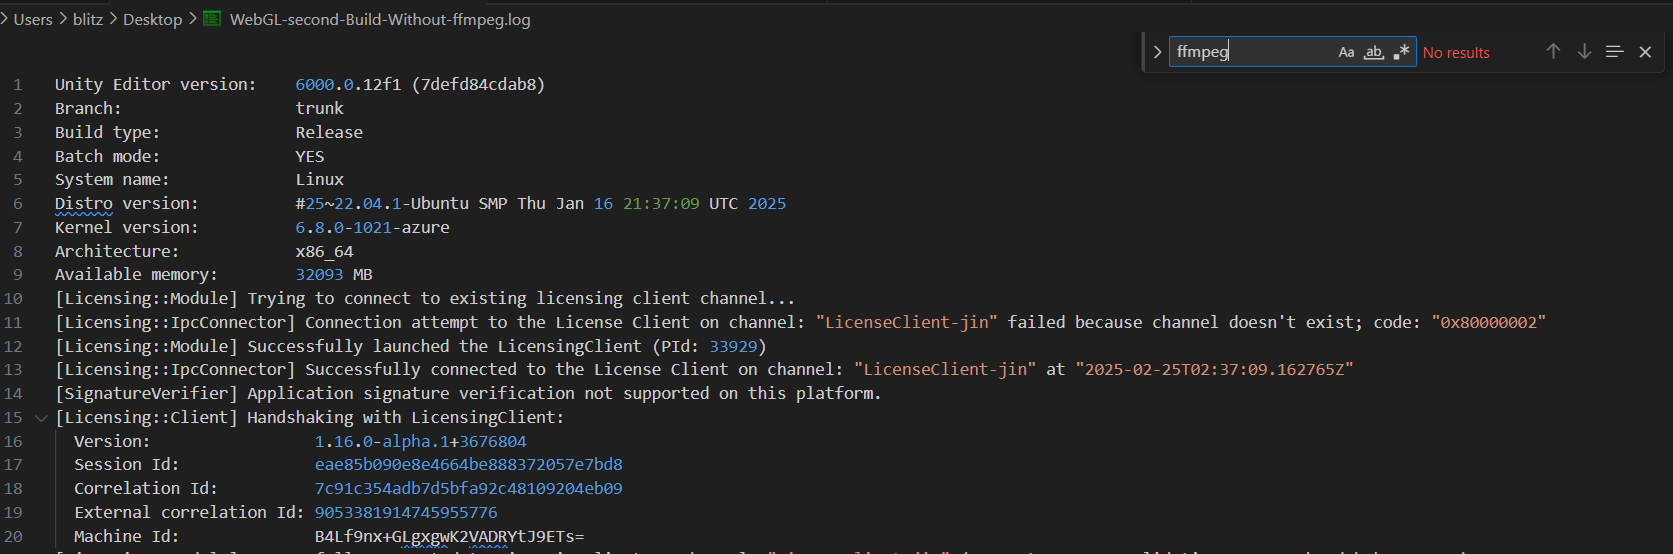 Users > blitz > Desktop > WebGL-second-Build-Without-ffmpeg.log
ffmpeg Aa ab .* No results
1 Unity Editor version: 6000.0.12f1 (7defd84cdab8)
2 Branch: trunk
3 Build type: Release
4 Batch mode: YES
5 System name: Linux
6 Distro version: #25~22.04.1-Ubuntu SMP Thu Jan 16 21:37:09 UTC 2025
7 Kernel version: 6.8.0-1021-azure
8 Architecture: x86_64
9 Available memory: 32093 MB
10 [Licensing::Module] Trying to connect to existing licensing client channel...
11 [Licensing::IpcConnector] Connection attempt to the License Client on channel: "LicenseClient-jin" failed because channel doesn't exist; code: "0x80000002"
12 [Licensing::Module] Successfully launched the LicensingClient (PId: 33929)
13 [Licensing::IpcConnector] Successfully connected to the License Client on channel: "LicenseClient-jin" at "2025-02-25T02:37:09.162765Z"
14 [SignatureVerifier] Application signature verification not supported on this platform.
15 [Licensing::Client] Handshaking with LicensingClient:
16 Version: 1.16.0-alpha.1+3676804
17 Session Id: eae85b090e8e4664be888372057e7bd8
18 Correlation Id: 7c91c354adb7d5bfa92c48109204eb09
19 External correlation Id: 9053381914745955776
20 Machine Id: B4Lf9nx+GLgxgwK2VADRYtJ9ETs=